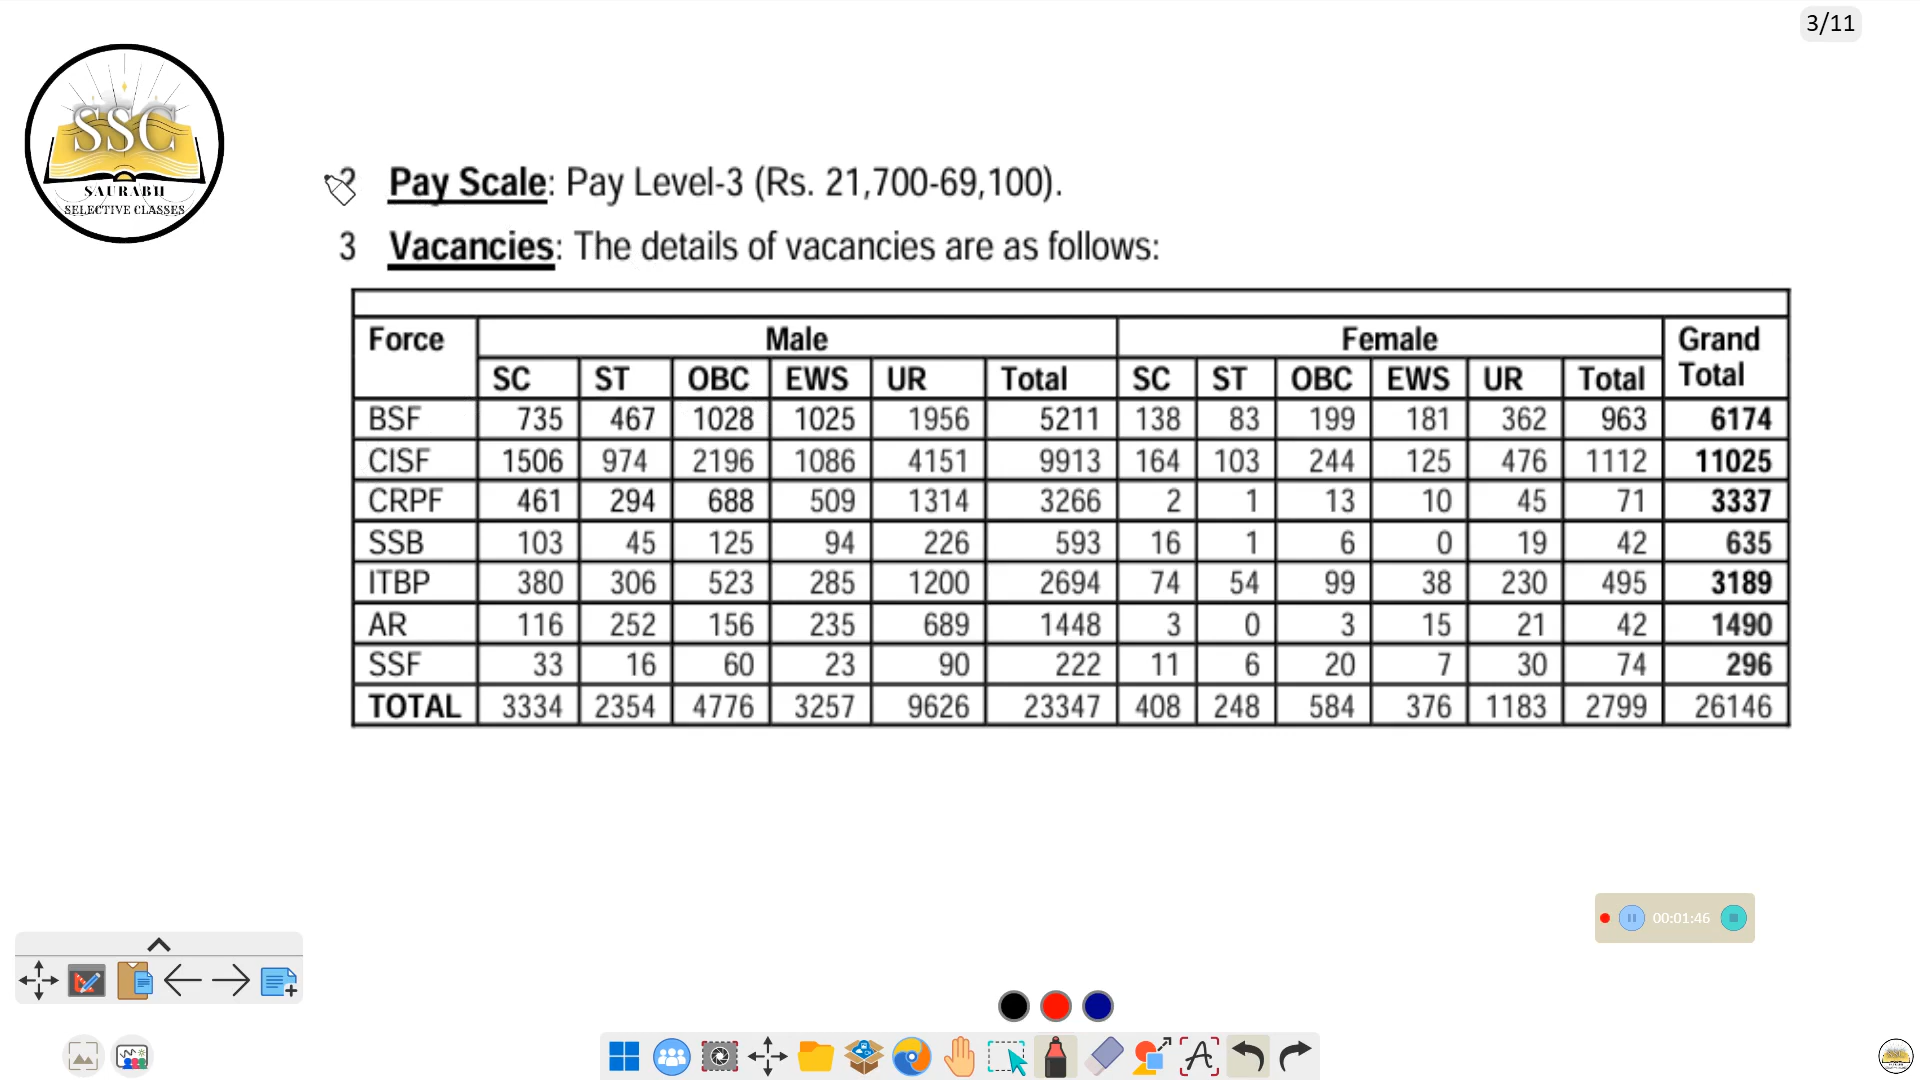 3/11
SSC
SAURABH
SELECTIVE CLASSES
2 Pay Scale: Pay Level-3 (Rs. 21,700-69,100).
3 Vacancies: The details of vacancies are as follows:
Force Male Female Grand Total
SC ST OBC EWS UR Total SC ST OBC EWS UR Total
BSF 735 467 1028 1025 1956 5211 138 83 199 181 362 963 6174
CISF 1506 974 2196 1086 4151 9913 164 103 244 125 476 1112 11025
CRPF 461 294 688 509 1314 3266 2 1 13 10 45 71 3337
SSB 103 45 125 94 226 593 16 1 6 0 19 42 635
ITBP 380 306 523 285 1200 2694 74 54 99 38 230 495 3189
AR 116 252 156 235 689 1448 3 0 3 15 21 42 1490
SSF 33 16 60 23 90 222 11 6 20 7 30 74 296
TOTAL 3334 2354 4776 3257 9626 23347 408 248 584 376 1183 2799 26146
00:01:46